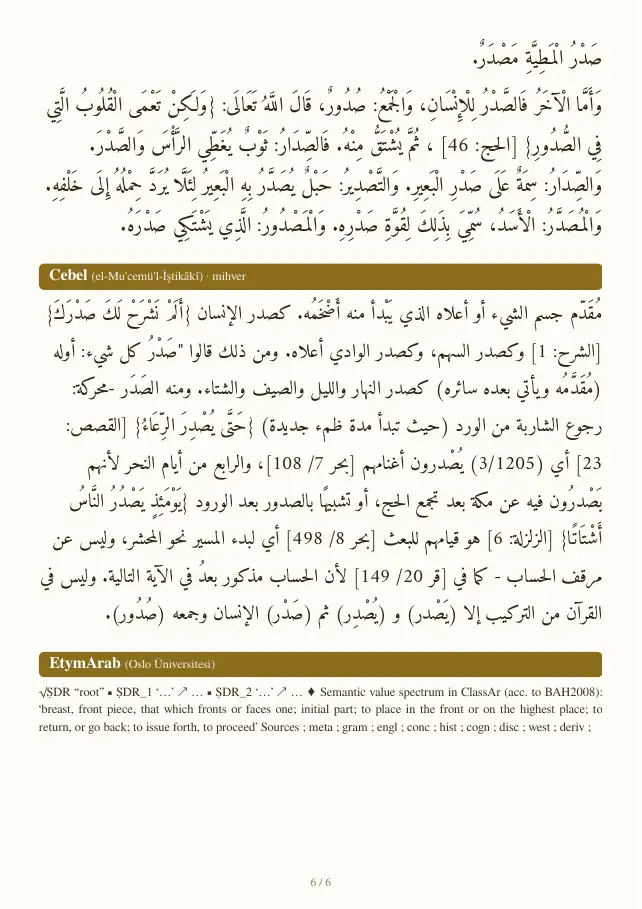 صَدْرُ الْمَطِيَّةِ مَصْدَرٌ.
وَأَمَّا الْآخَرُ فَالصَّدْرُ لِلْإِنْسَانِ، وَالْجَمْعُ: صُدُورٌ، قَالَ اللَّهُ تَعَالَى: {وَلَكِنْ تَعْمَى الْقُلُوبُ الَّتِي
فِي الصُّدُورِ} [الحج: 46] ، ثُمَّ يُشْتَقُّ مِنْهُ. فَالصِّدَارُ: ثَوْبٌ يُغَطِّي الرَّأْسَ وَالصَّدْرَ.
وَالصِّدَارُ: سِمَةٌ عَلَى صَدْرِ الْبَعِيرِ. وَالتَّصْدِيرُ: حَبْلٌ يُصَدَّرُ بِهِ الْبَعِيرُ لِئَلَّا يُرَدَّ حِمْلُهُ إِلَى خَلْفِهِ.
وَالْمُصَدَّرُ: الْأَسَدُ، سُمِّيَ بِذَلِكَ لِقُوَّةِ صَدْرِهِ. وَالْمَصْدُورُ: الَّذِي يَشْتَكِي صَدْرَهُ.
Cebel (el-Mu'cemü'l-İştikâkî) · mihver
مُقَدَّم جسم الشيء أو أعلاه الذي يَبْدأ منه أَضْخَمُه. كصدر الإنسان {أَلَمْ نَشْرَحْ لَكَ صَدْرَكَ}
[الشرح: 1] وكصدر السهم، وكصدر الوادي أعلاه. ومن ذلك قالوا "صَدْرُ كل شيء: أوله
(مُقَدَّمُه ويأتي بعده سائره) كصدر النهار والليل والصيف والشتاء. ومنه الصَدَر -محركة:
رجوع الشاربة من الورد (حيث تبدأ مدة ظمء جديدة) {حَتَّى يُصْدِرَ الرِّعَاءُ} [القصص:
23] أي (3/1205) يُصْدرون أغنامهم [بحر 7/ 108]، والرابع من أيام النحر لأنهم
يَصْدرُون فيه عن مكة بعد تجمع الحج، أو تشبيهًا بالصدور بعد الورود {يَوْمَئِذٍ يَصْدُرُ النَّاسُ
أَشْتَاتًا} [الزلزلة: 6] هو قيامهم للبعث [بحر 8/ 498] أي لبدء المسير نحو المحشر، وليس عن
مرقف الحساب - كما في [قر 20/ 149] لأن الحساب مذكور بعدُ في الآية التالية. وليس في
القرآن من التركيب إلا (يَصْدر) و (يُصْدِر) ثم (صَدْر) الإنسان وجمعه (صُدُور).
EtymArab (Oslo Üniversitesi)
√ṢDR “root” ▪ ṢDR_1 ‘…’ ↗ … ▪ ṢDR_2 ‘…’ ↗ … ♦ Semantic value spectrum in ClassAr (acc. to BAH2008):
‘breast, front piece, that which fronts or faces one; initial part; to place in the front or on the highest place; to
return, or go back; to issue forth, to proceed’ Sources ; meta ; gram ; engl ; conc ; hist ; cogn ; disc ; west ; deriv ;
6 / 6